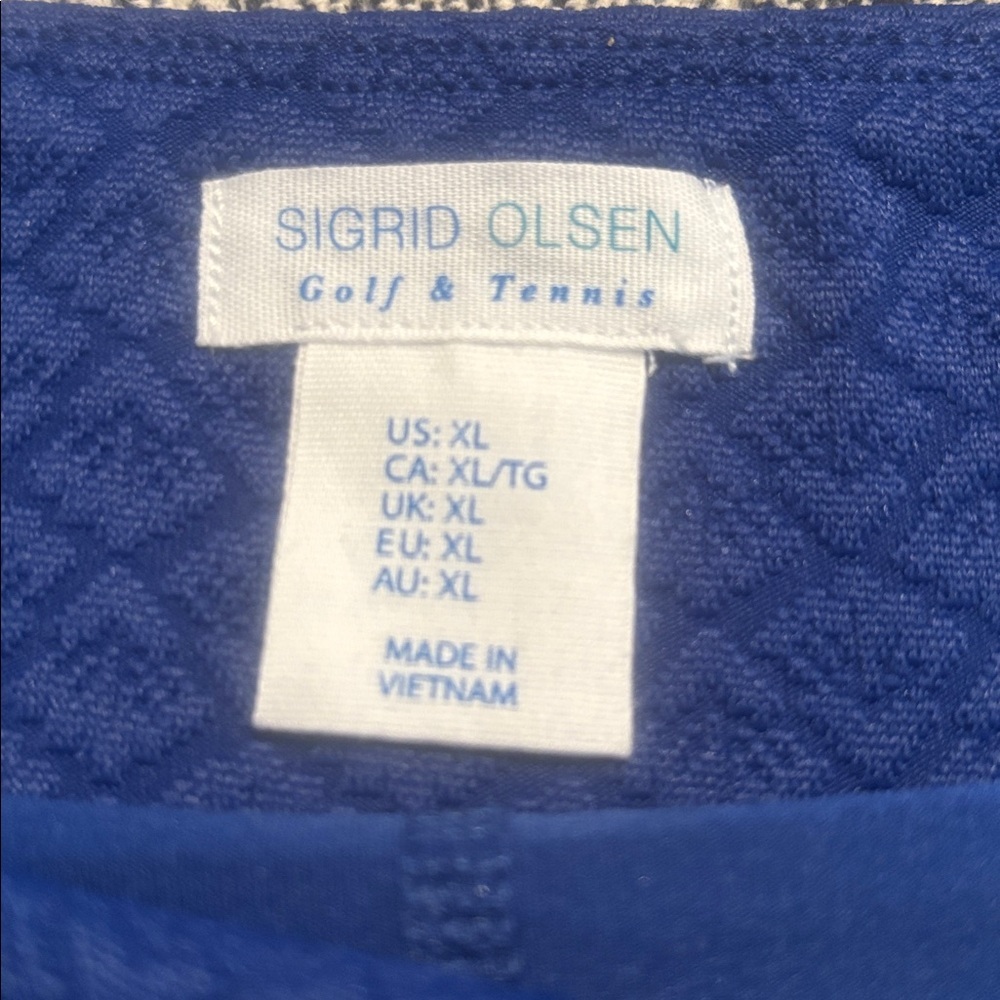 SIGRID OLSEN
Golf & Tennis
US: XL
CA: XL/TG
UK: XL
EU: XL
AU: XL
MADE IN
VIETNAM